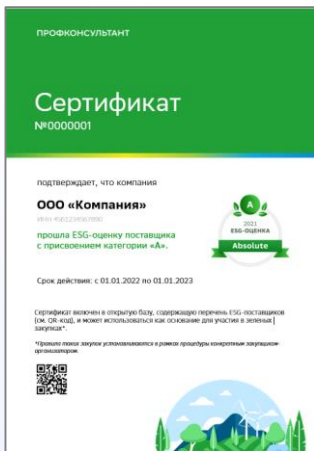 ПРОФКОНСУЛЬТАНТ
Сертификат
№0000001
подтверждает, что компания
ООО «Компания»
прошла ESG-оценку поставщика
с присвоением категории «А».
A
2021
ESG-ОЦЕНКА
Absolute
Срок действия: с 01.01.2022 по 01.01.2023
Сертификат включен в открытую базу, содержащую перечень ESG-поставщиков
(см. QR-код), и может использоваться как основание для участия в зеленых
закупках*.
*Правила таких закупок устанавливаются в рамках процедуры конкретным закупщиком-
организатором.